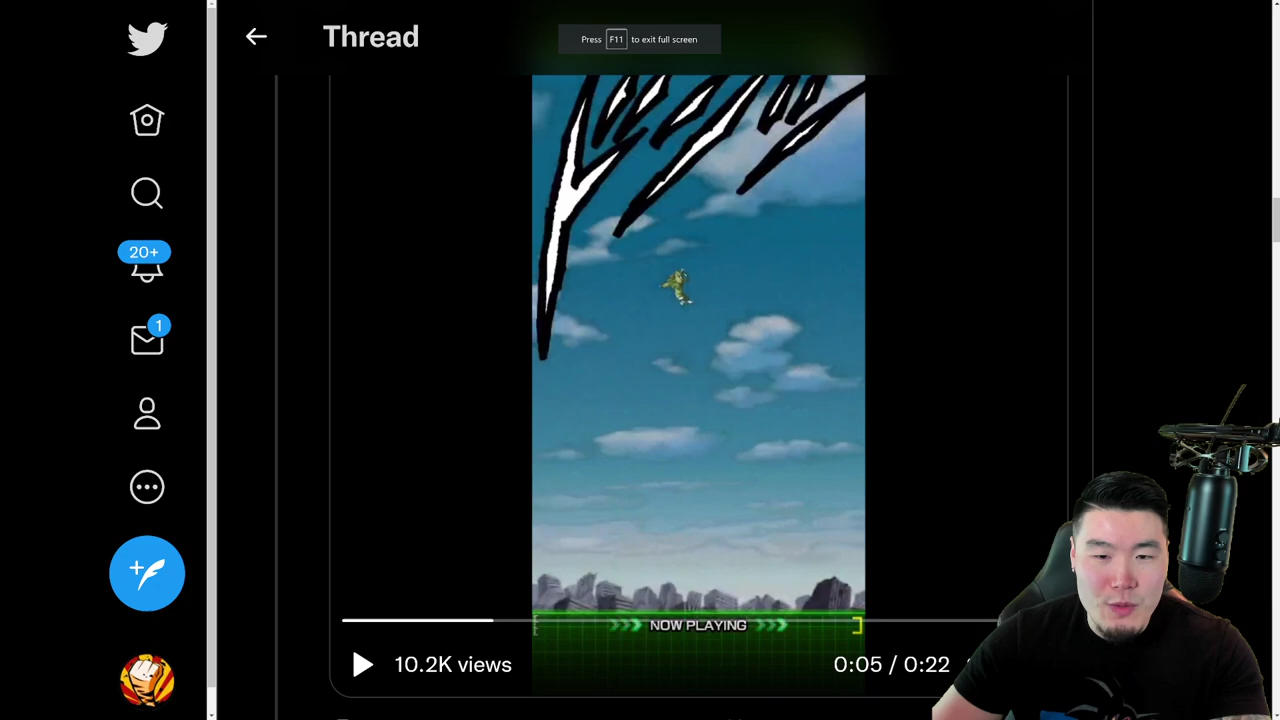 Thread
Press F11 to exit full screen
20+
1
NOW PLAYING
10.2K views
0:05 / 0:22